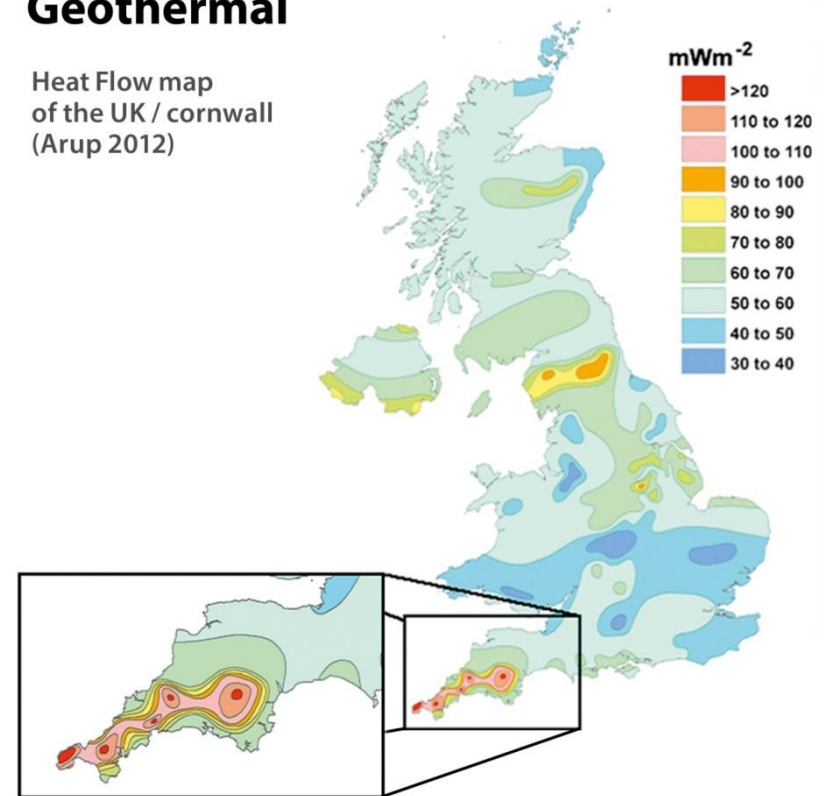 Geothermal
Heat Flow map
of the UK / cornwall
(Arup 2012)
mWm⁻²
>120
110 to 120
100 to 110
90 to 100
80 to 90
70 to 80
60 to 70
50 to 60
40 to 50
30 to 40